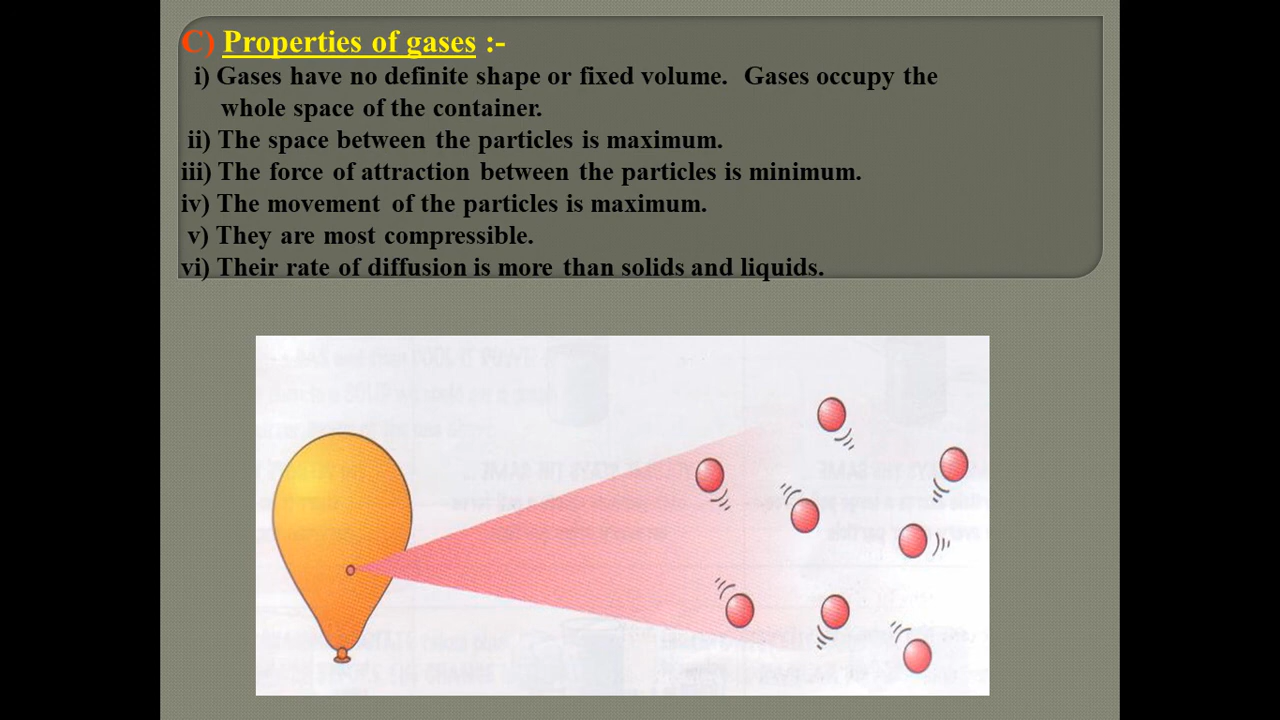 C) Properties of gases :-
i) Gases have no definite shape or fixed volume. Gases occupy the
whole space of the container.
ii) The space between the particles is maximum.
iii) The force of attraction between the particles is minimum.
iv) The movement of the particles is maximum.
v) They are most compressible.
vi) Their rate of diffusion is more than solids and liquids.